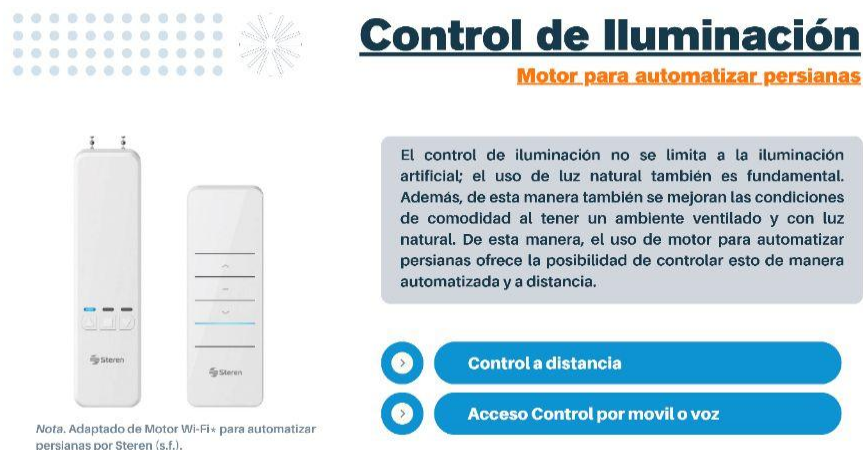 Control de Iluminación
Motor para automatizar persianas
El control de iluminación no se limita a la iluminación
artificial; el uso de luz natural también es fundamental.
Además, de esta manera también se mejoran las condiciones
de comodidad al tener un ambiente ventilado y con luz
natural. De esta manera, el uso de motor para automatizar
persianas ofrece la posibilidad de controlar esto de manera
automatizada y a distancia.
Steren
Steren
Control a distancia
Acceso Control por movil o voz
Nota. Adaptado de Motor Wi-Fi* para automatizar
persianas por Steren (s.f.).